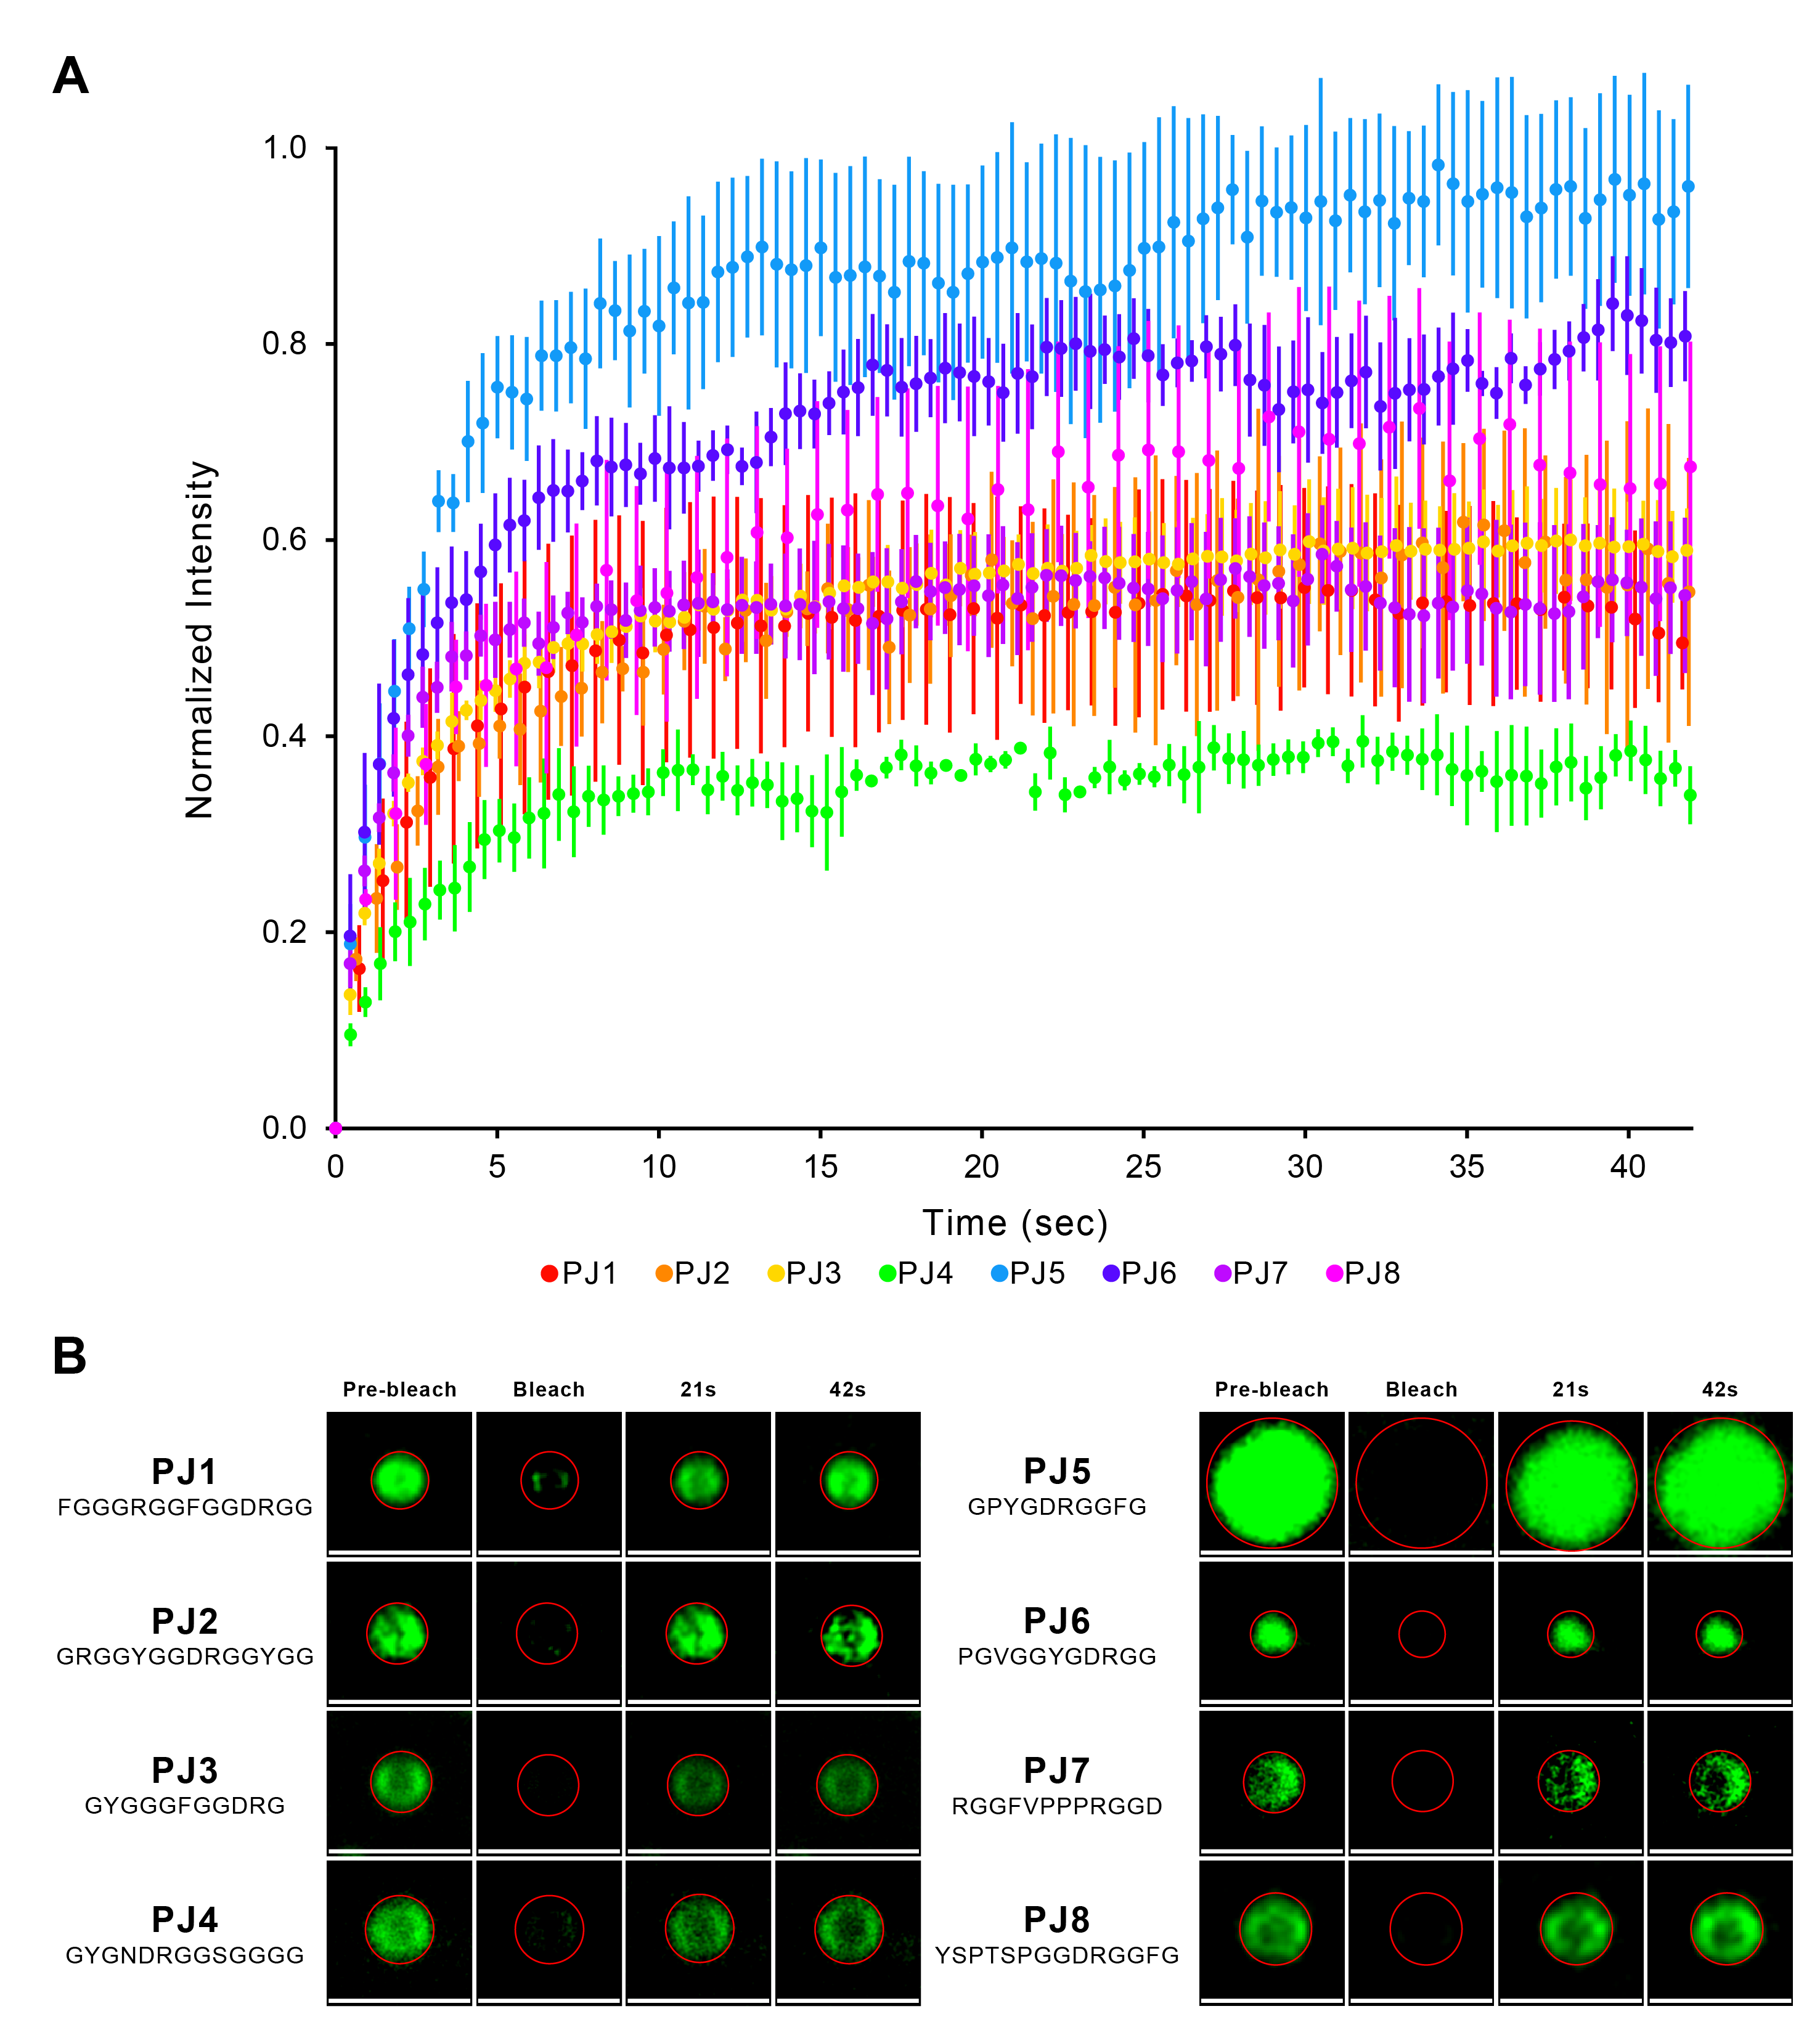 A
1.0
0.8
0.6
0.4
0.2
0.0
Normalized Intensity
0 5 10 15 20 25 30 35 40
Time (sec)
PJ1 PJ2 PJ3 PJ4 PJ5 PJ6 PJ7 PJ8
B
Pre-bleach Bleach 21s 42s
PJ1
FGGGRGGFGGDRGG
PJ2
GRGGYGGDRGGYGG
PJ3
GYGGGFGGDRG
PJ4
GYGNDRGGSGGGG
Pre-bleach Bleach 21s 42s
PJ5
GPYGDRGGFG
PJ6
PGVGGYGDRGG
PJ7
RGGFVPPPRGGD
PJ8
YSPTSPGGDRGGFG